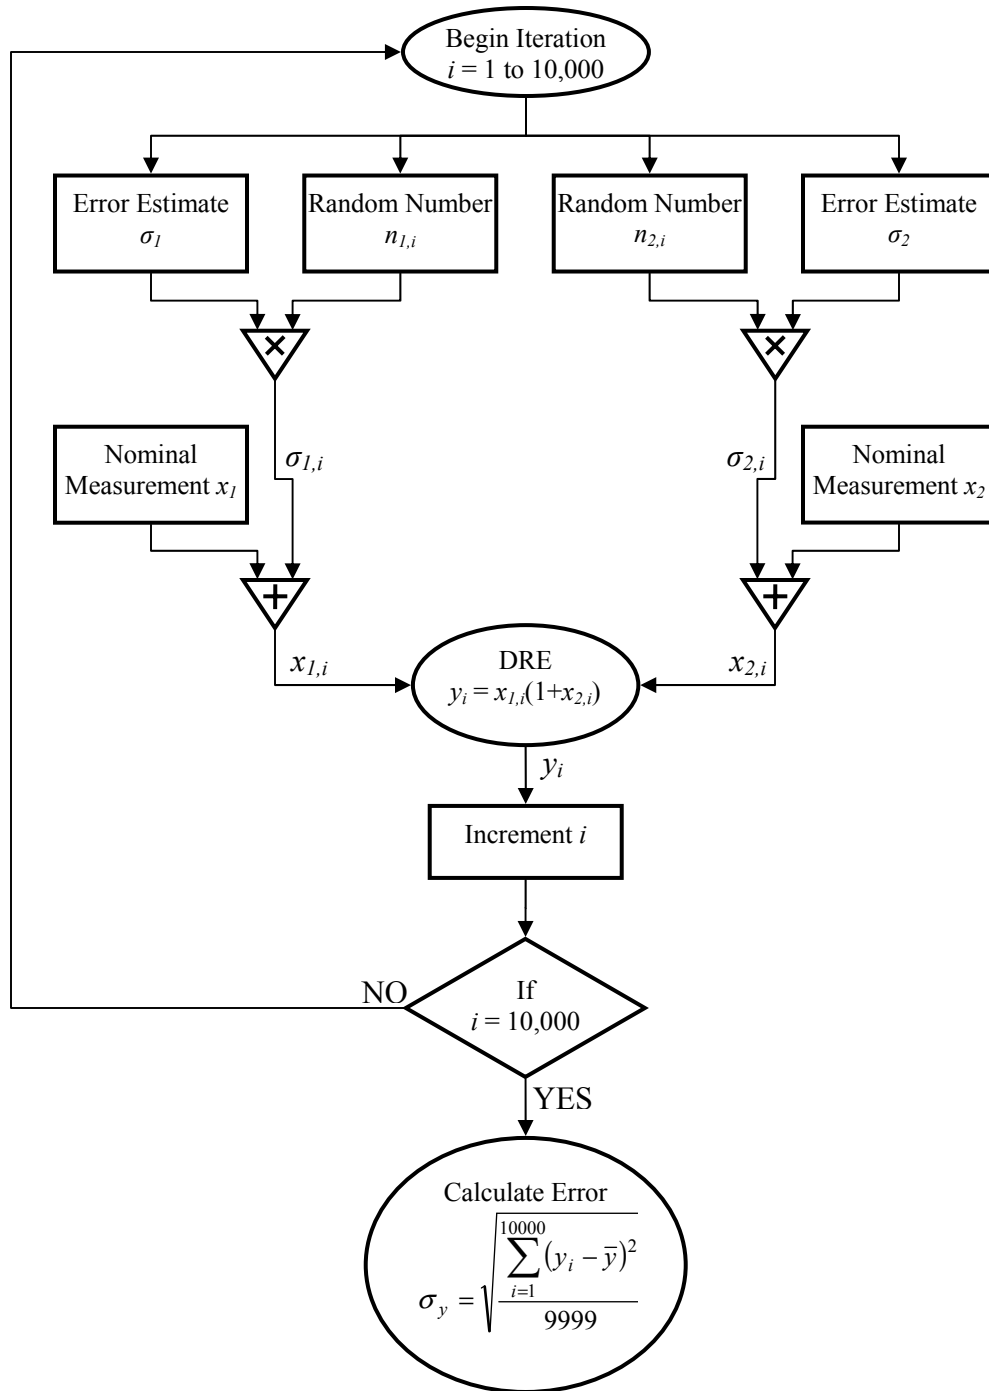 Begin Iteration
i = 1 to 10,000
Error Estimate
σ1
Random Number
n1,i
Random Number
n2,i
Error Estimate
σ2
×
×
Nominal
Measurement x1
σ1,i
σ2,i
Nominal
Measurement x2
+
+
x1,i
DRE
yi = x1,i(1+x2,i)
x2,i
yi
Increment i
NO
If
i = 10,000
YES
Calculate Error
σy = √(∑i=1 10000 (yi − ȳ)2 / 9999)